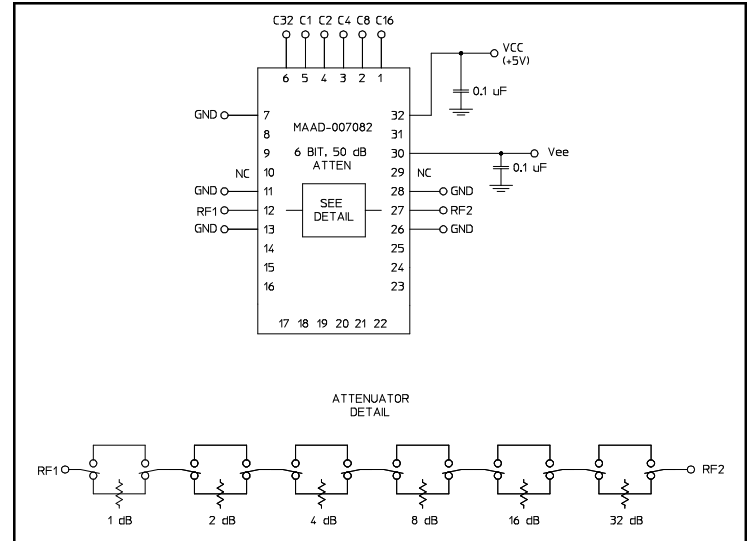 C32 C1 C2 C4 C8 C16
6 5 4 3 2 1
VCC
(+5V)
0.1 uF
GND 7
32
8
MAAD-007082
31
9
6 BIT, 50 dB
ATTEN
30
Vee
0.1 uF
NC 10
29 NC
GND 11
28 GND
RF1 12
SEE
DETAIL
27 RF2
GND 13
26 GND
14
25
15
24
16
23
17 18 19 20 21 22
ATTENUATOR
DETAIL
RF1
RF2
1 dB 2 dB 4 dB 8 dB 16 dB 32 dB